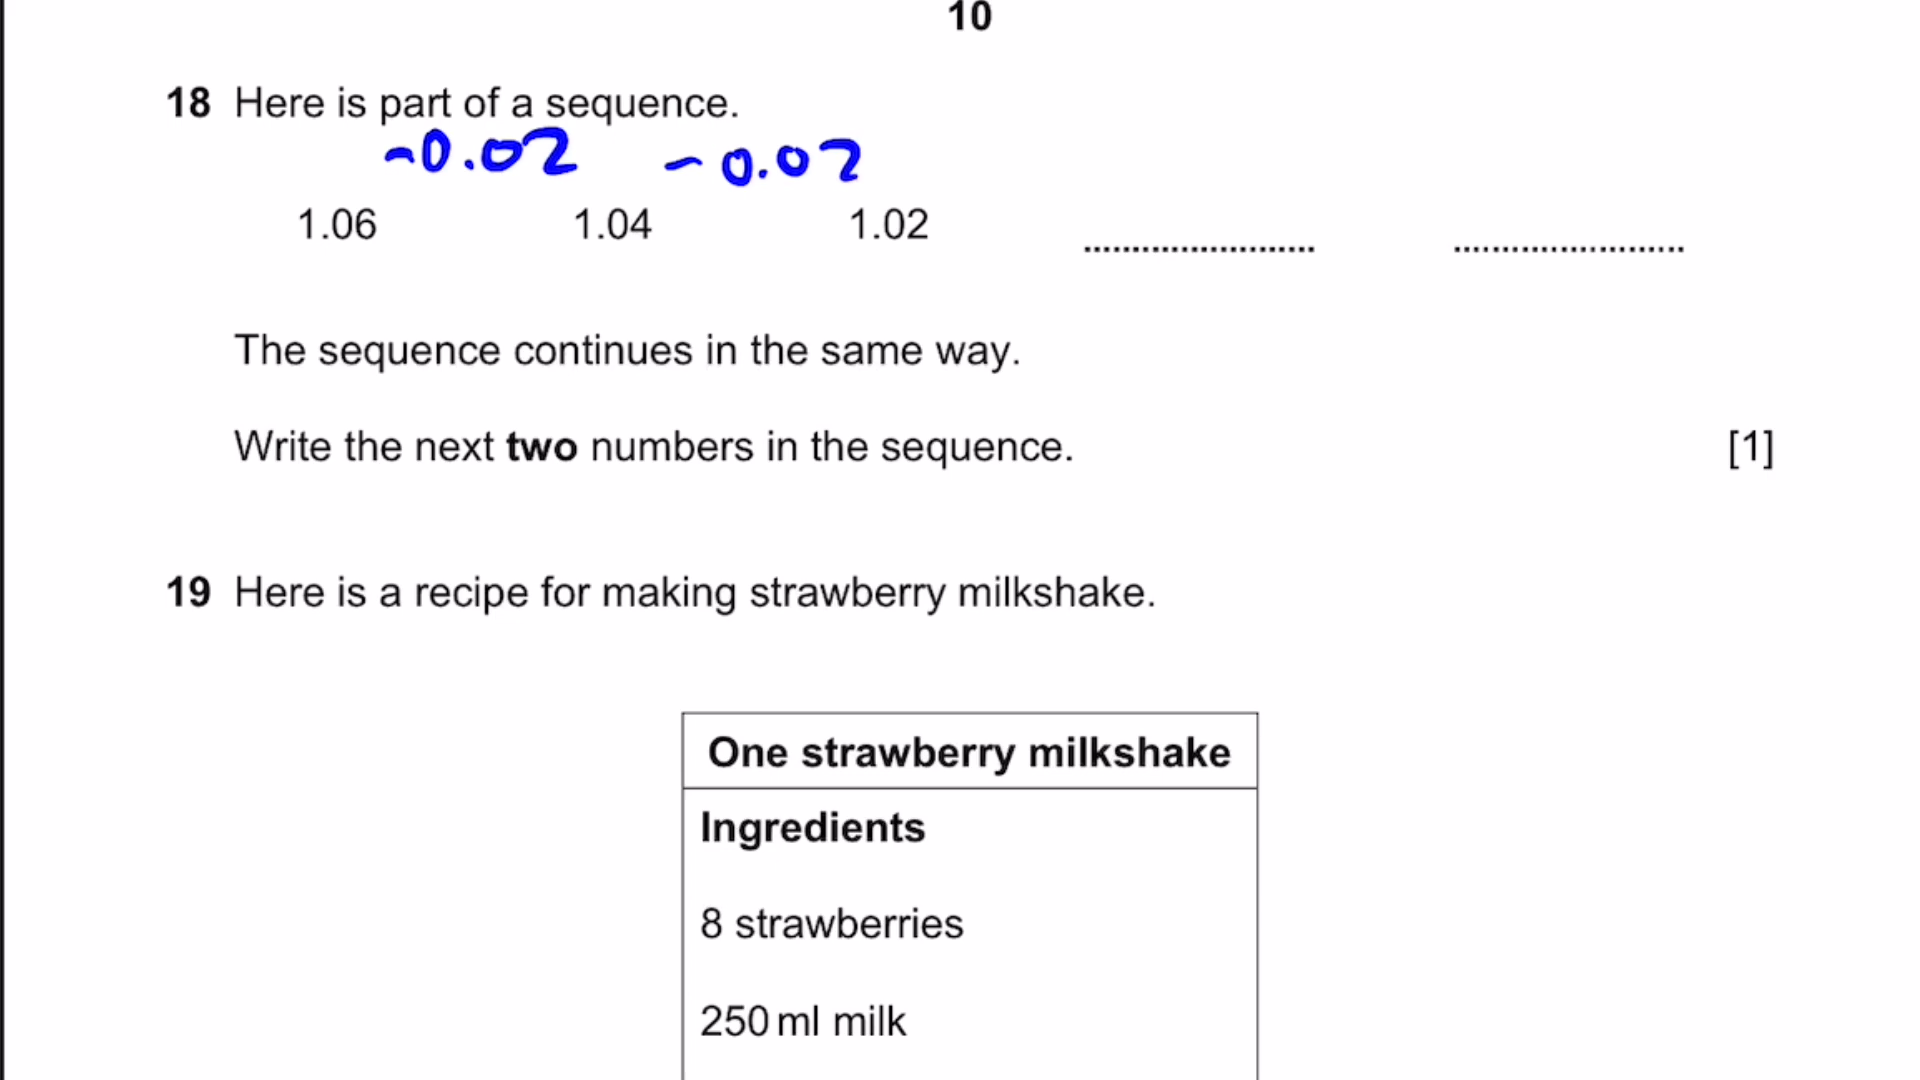 10
18 Here is part of a sequence.
-0.02 -0.02
1.06 1.04 1.02 ........................ ........................
The sequence continues in the same way.
Write the next two numbers in the sequence. [1]
19 Here is a recipe for making strawberry milkshake.
One strawberry milkshake
Ingredients
8 strawberries
250 ml milk